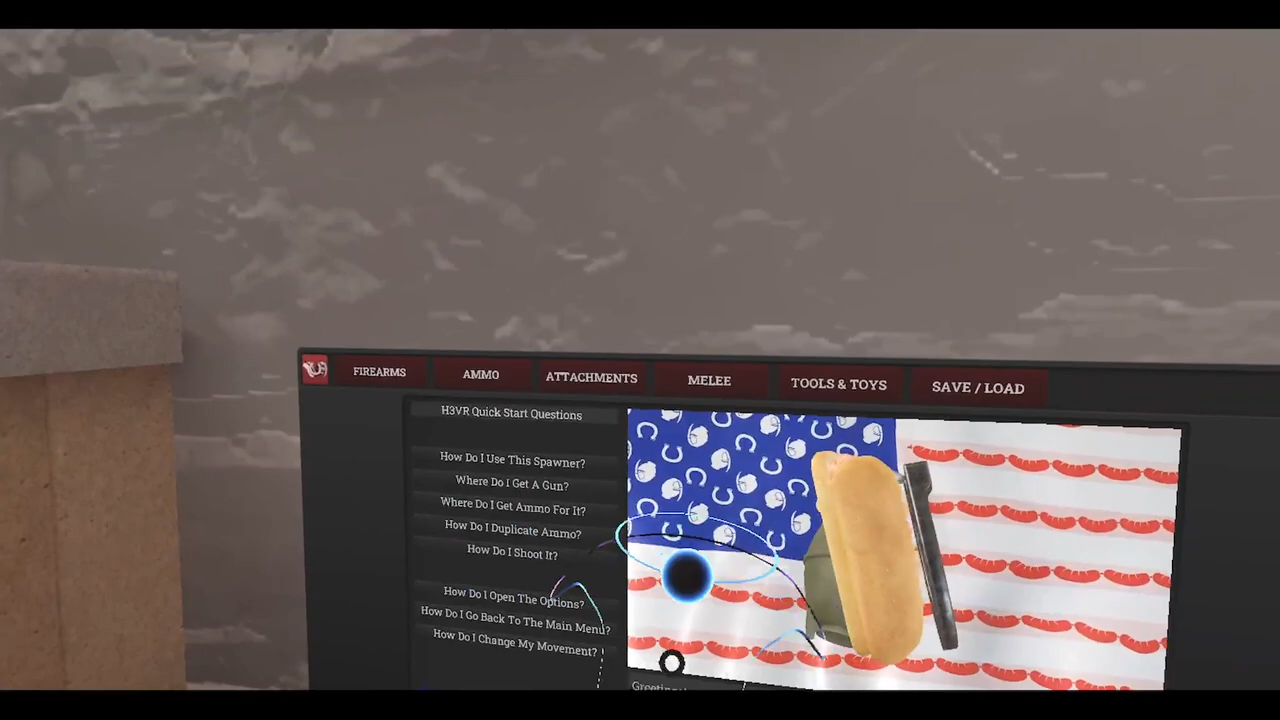 FIREARMS
AMMO
ATTACHMENTS
MELEE
TOOLS & TOYS
SAVE / LOAD
H3VR Quick Start Questions
How Do I Use This Spawner?
Where Do I Get A Gun?
Where Do I Get Ammo For It?
How Do I Duplicate Ammo?
How Do I Shoot It?
How Do I Open The Options?
How Do I Go Back To The Main Menu?
How Do I Change My Movement?